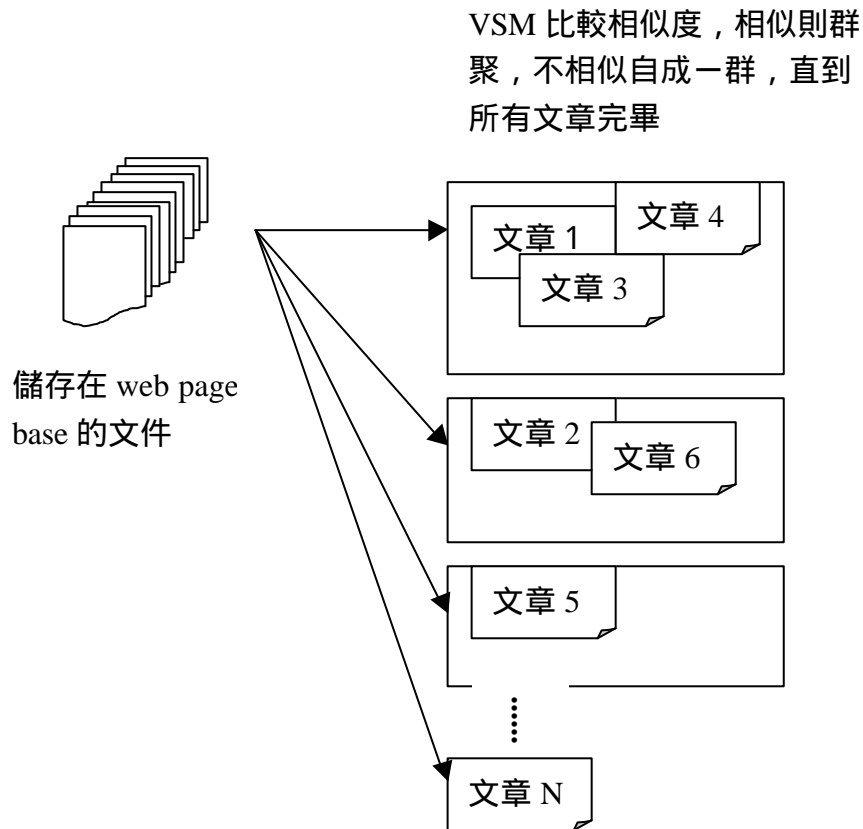 VSM 比較相似度，相似則群
聚，不相似自成一群，直到
所有文章完畢
文章 1
文章 4
文章 3
儲存在 web page
base 的文件
文章 2
文章 6
文章 5
文章 N